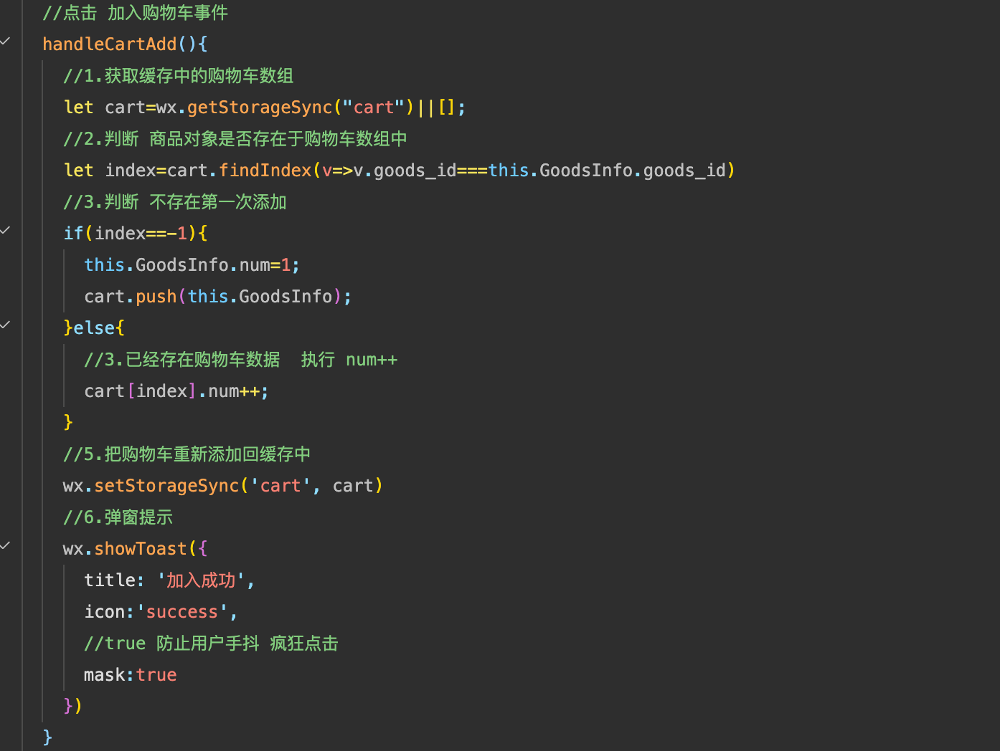 //点击 加入购物车事件
handleCartAdd(){
//1.获取缓存中的购物车数组
let cart=wx.getStorageSync("cart")||[];
//2.判断 商品对象是否存在于购物车数组中
let index=cart.findIndex(v=>v.goods_id===this.GoodsInfo.goods_id)
//3.判断 不存在第一次添加
if(index==-1){
this.GoodsInfo.num=1;
cart.push(this.GoodsInfo);
}else{
//3.已经存在购物车数据  执行 num++
cart[index].num++;
}
//5.把购物车重新添加回缓存中
wx.setStorageSync('cart', cart)
//6.弹窗提示
wx.showToast({
title: '加入成功',
icon:'success',
//true 防止用户手抖 疯狂点击
mask:true
})
}